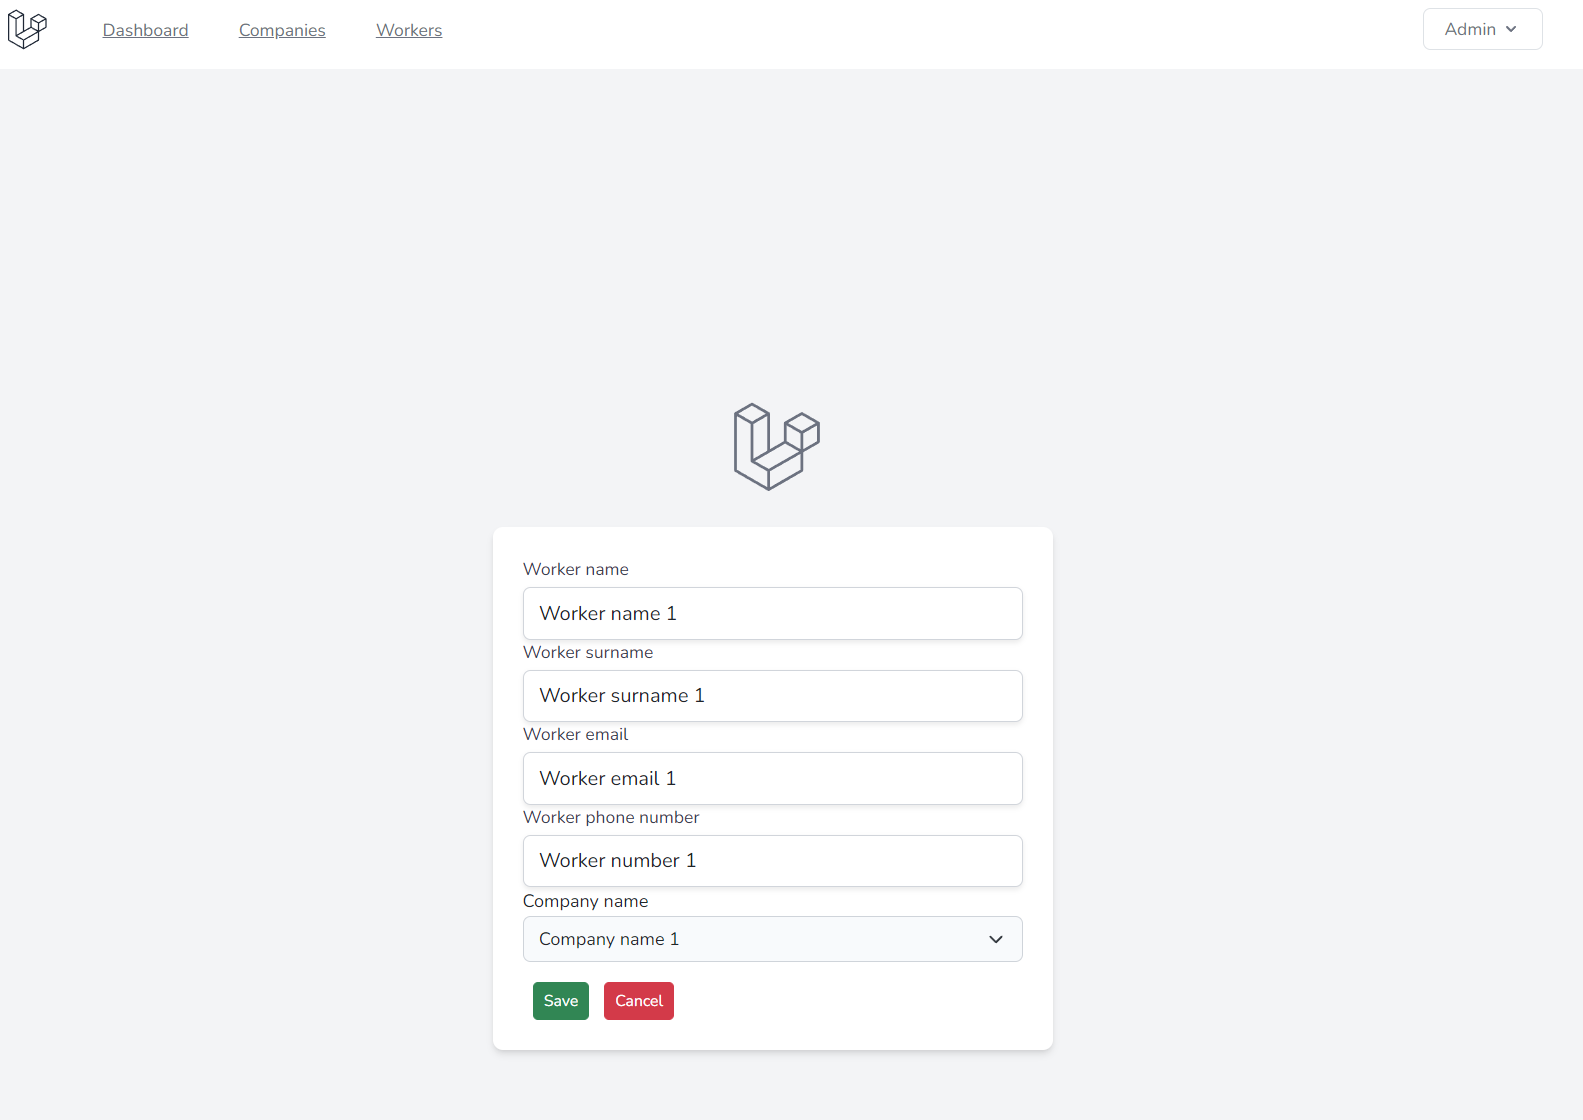 Dashboard Companies Workers Admin
Worker name
Worker name 1
Worker surname
Worker surname 1
Worker email
Worker email 1
Worker phone number
Worker number 1
Company name
Company name 1
Save Cancel